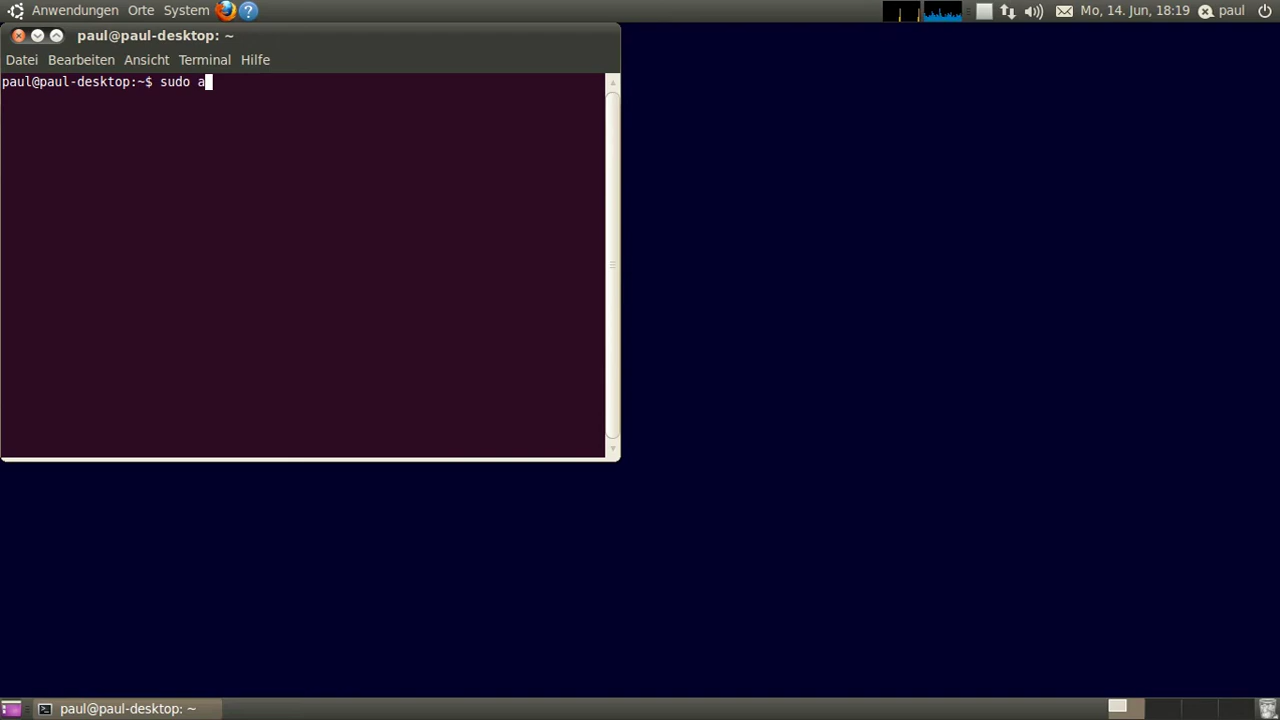 Anwendungen Orte System
Mo, 14. Jun, 18:19 paul
paul@paul-desktop: ~
Datei Bearbeiten Ansicht Terminal Hilfe
paul@paul-desktop:~$ sudo a
paul@paul-desktop: ~